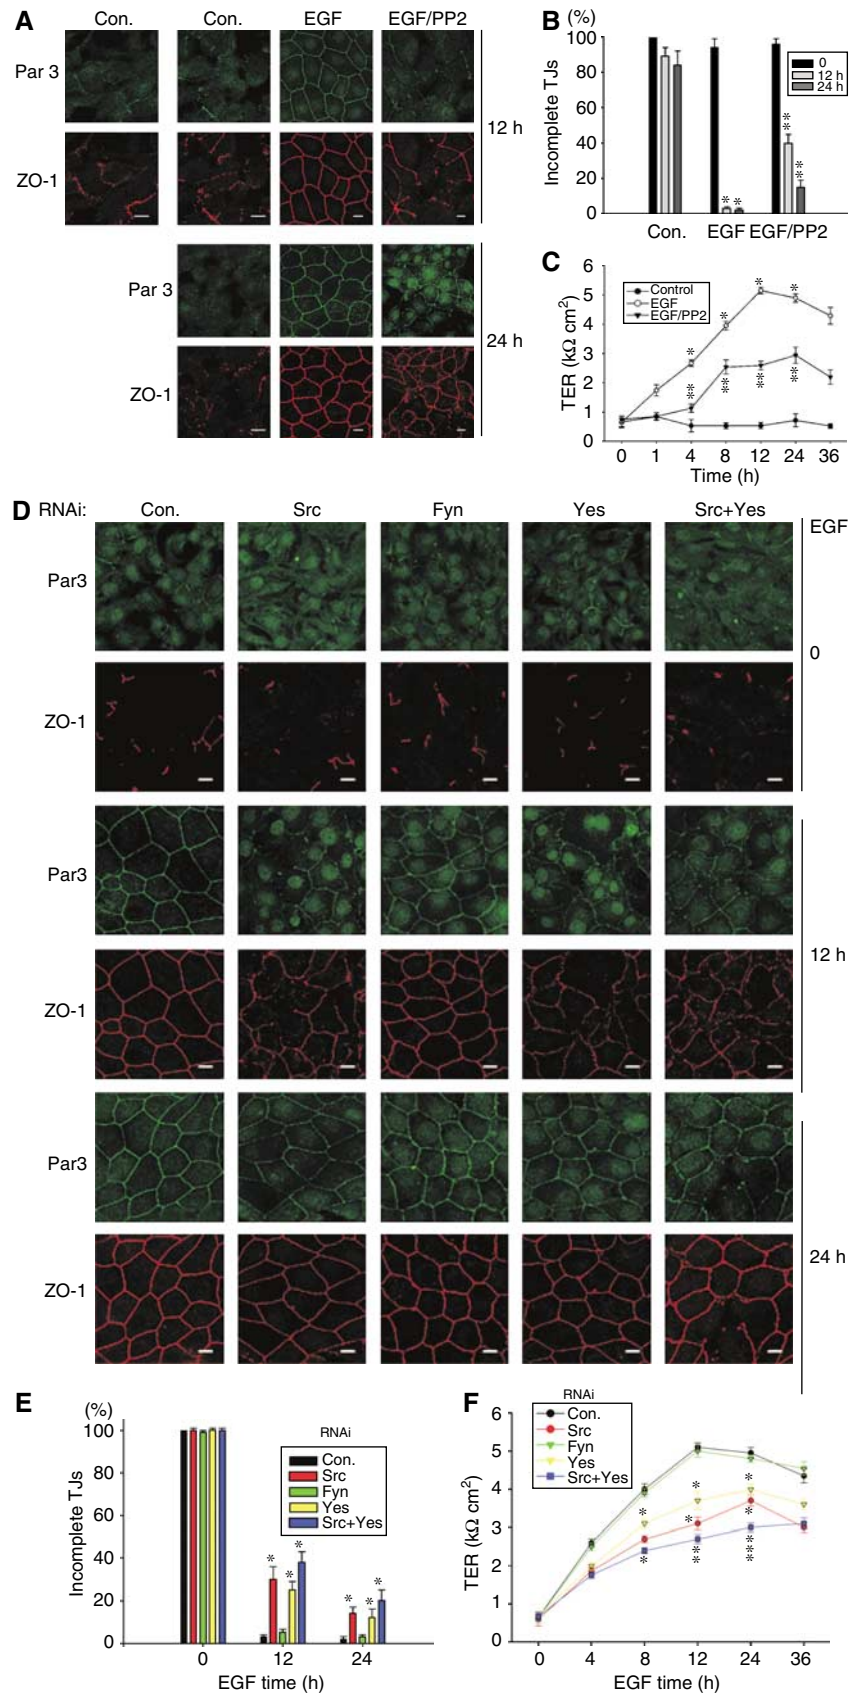 A
Con.
Con.
EGF
EGF/PP2
Par 3
ZO-1
12 h
Par 3
ZO-1
24 h
B
(%)
Incomplete TJs
100
80
60
40
20
0
0
12 h
24 h
* *
* *
* *
Con.
EGF
EGF/PP2
C
TER (kΩ cm²)
6
5
4
3
2
1
0
Control
EGF
EGF/PP2
* * * *
** ** ** **
0 1 4 8 12 24 36
Time (h)
D
RNAi:
Con.
Src
Fyn
Yes
Src+Yes
EGF
Par3
0
ZO-1
Par3
12 h
ZO-1
Par3
24 h
ZO-1
E
(%)
Incomplete TJs
100
80
60
40
20
0
RNAi
Con.
Src
Fyn
Yes
Src+Yes
* * *
* * *
0 12 24
EGF time (h)
F
TER (kΩ cm²)
6
5
4
3
2
1
0
RNAi
Con.
Src
Fyn
Yes
Src+Yes
* * *
* *
* ** ***
0 4 8 12 24 36
EGF time (h)